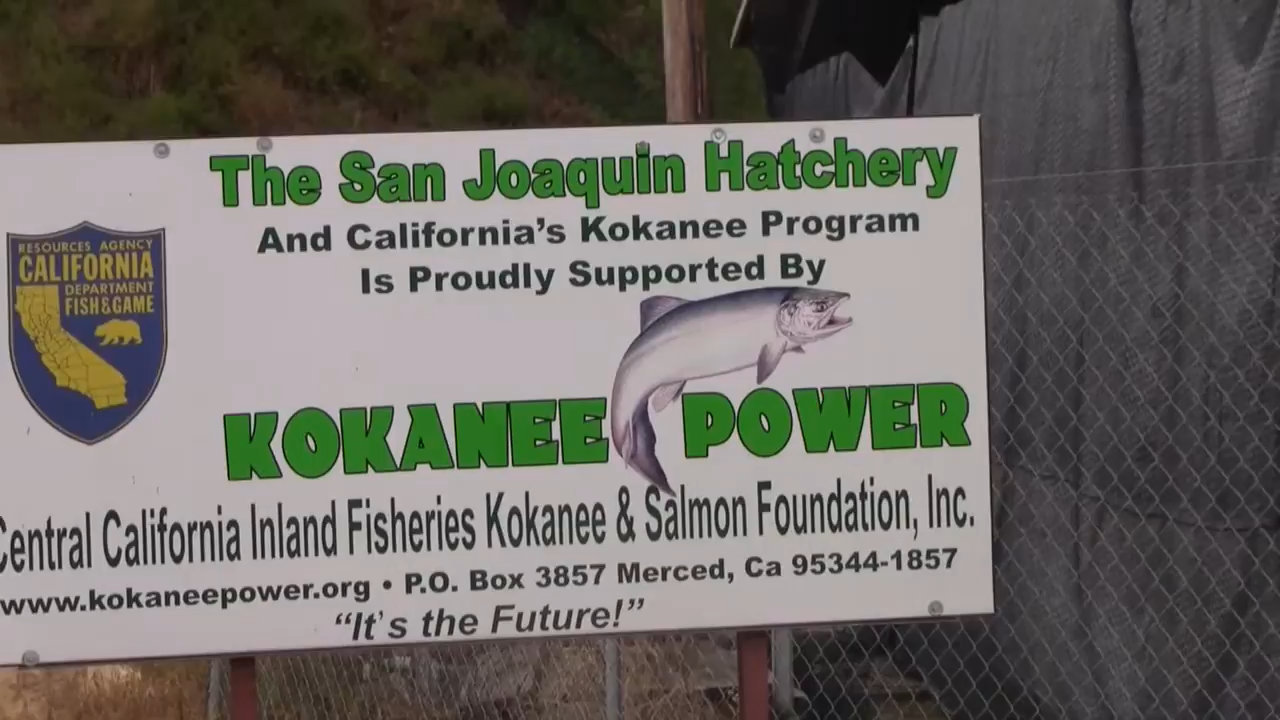 The San Joaquin Hatchery
And California's Kokanee Program
Is Proudly Supported By
RESOURCES AGENCY
CALIFORNIA
DEPARTMENT
FISH&GAME
KOKANEE POWER
Central California Inland Fisheries Kokanee & Salmon Foundation, Inc.
www.kokaneepower.org • P.O. Box 3857 Merced, Ca 95344-1857
“It's the Future!”